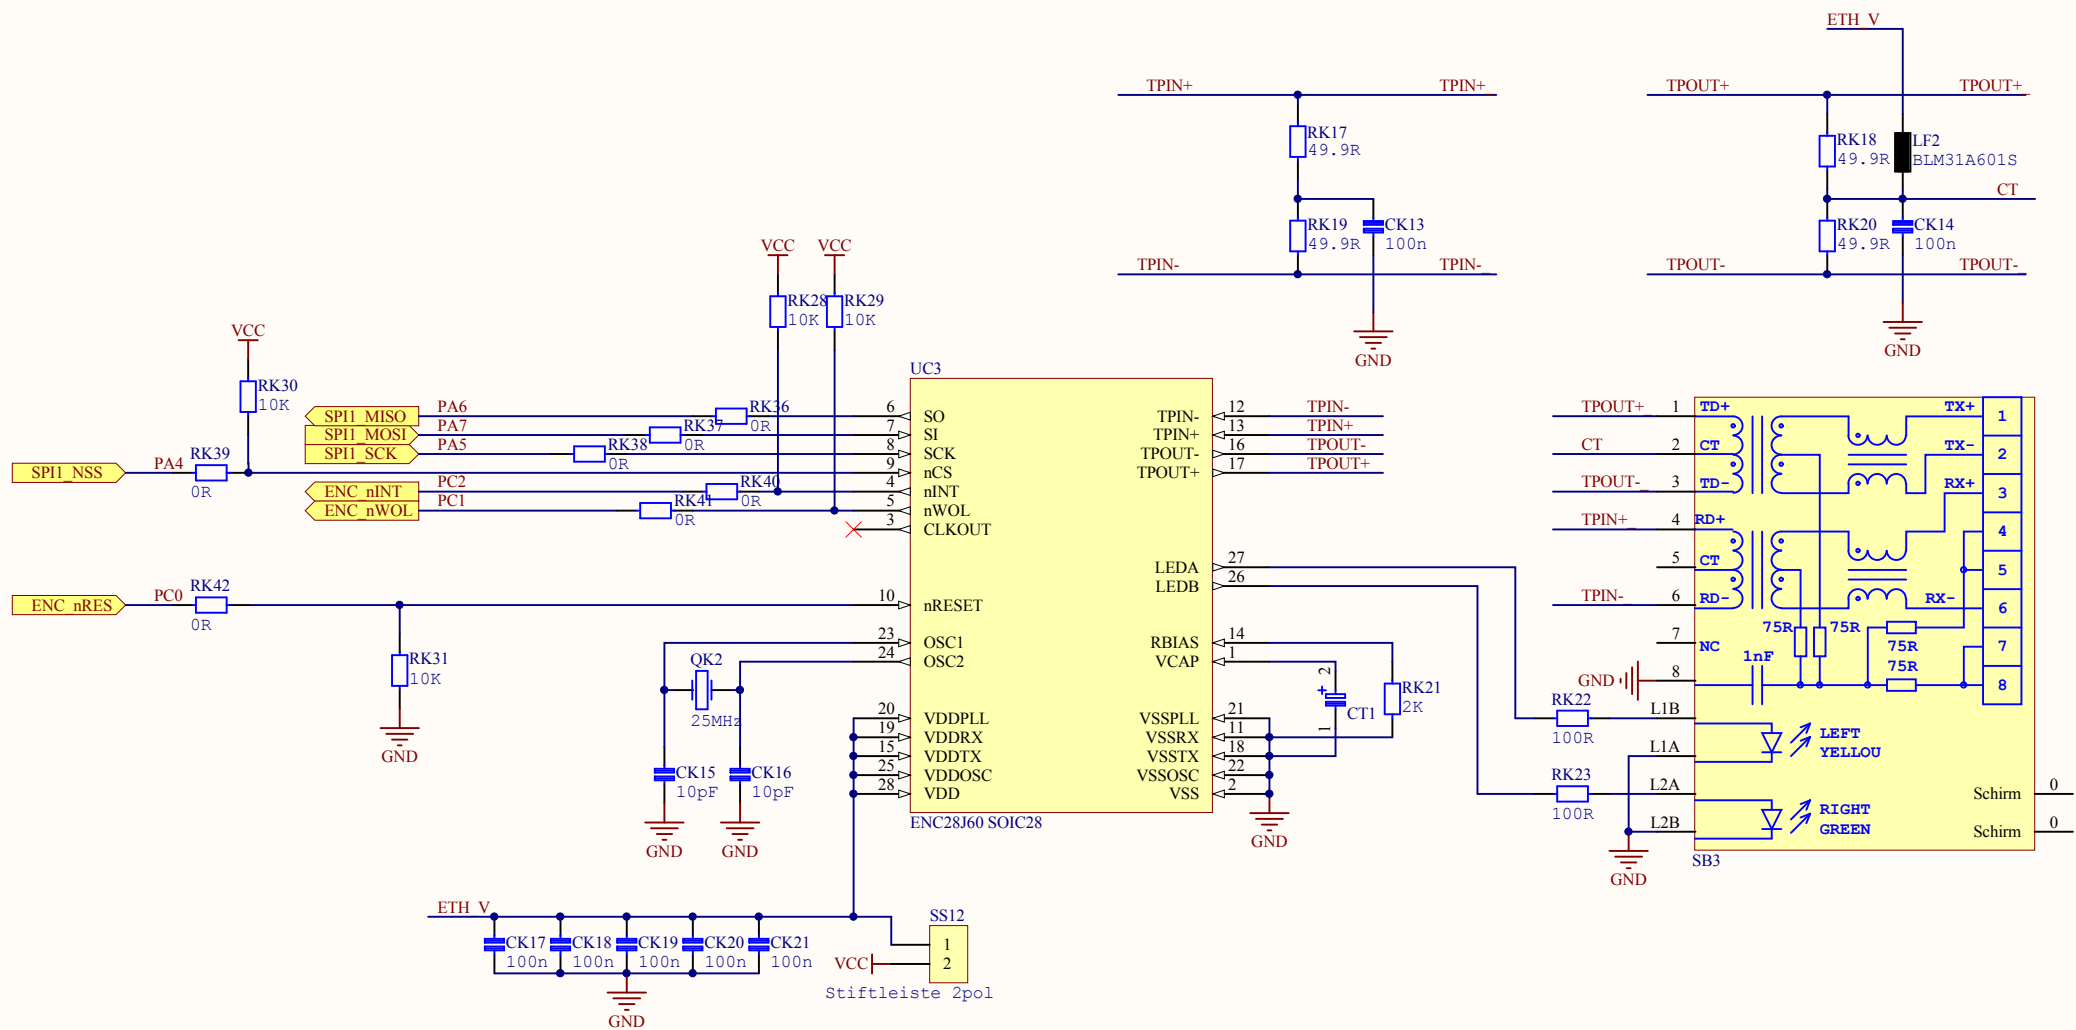 ETH_V
TPIN+ TPIN+
TPOUT+ TPOUT+
RK17
49.9R
RK18
49.9R
LF2
BLM31A601S
CT
RK19
49.9R
CK13
100n
RK20
49.9R
CK14
100n
TPIN- TPIN-
TPOUT- TPOUT-
GND
GND
VCC VCC
RK28
10K
RK29
10K
VCC
RK30
10K
SPI1_MISO PA6 RK36
0R
SPI1_MOSI PA7 RK37
0R
SPI1_SCK PA5 RK38
0R
SPI1_NSS PA4 RK39
0R
ENC_nINT PC2 RK40
0R
ENC_nWOL PC1 RK41
0R
ENC_nRES PC0 RK42
0R
RK31
10K
GND
QK2
25MHz
CK15
10pF
CK16
10pF
GND GND
UC3
6 SO
7 SI
8 SCK
9 nCS
4 nINT
5 nWOL
3 CLKOUT
10 nRESET
23 OSC1
24 OSC2
20 VDDPLL
19 VDDRX
15 VDDTX
25 VDDOSC
28 VDD
TPIN- 12 TPIN-
TPIN+ 13 TPIN+
TPOUT- 16 TPOUT-
TPOUT+ 17 TPOUT+
LEDA 27
LEDB 26
RBIAS 14
VCAP 1
VSSPLL 21
VSSRX 11
VSSTX 18
VSSOSC 22
VSS 2
ENC28J60 SOIC28
2
+
CT1
1
RK21
2K
GND
RK22
100R
RK23
100R
TPOUT+ 1 TD+
CT 2 CT
TPOUT- 3 TD-
TPIN+ 4 RD+
5 CT
TPIN- 6 RD-
7 NC
GND 8
L1B
L1A
L2A
L2B
GND
TX+ 1
TX- 2
RX+ 3
4
5
RX- 6
7
8
75R 75R
75R
75R
1nF
LEFT
YELLOU
RIGHT
GREEN
Schirm 0
Schirm 0
SB3
ETH_V
CK17
100n
CK18
100n
CK19
100n
CK20
100n
CK21
100n
GND
SS12
1
VCC 2
Stiftleiste 2pol